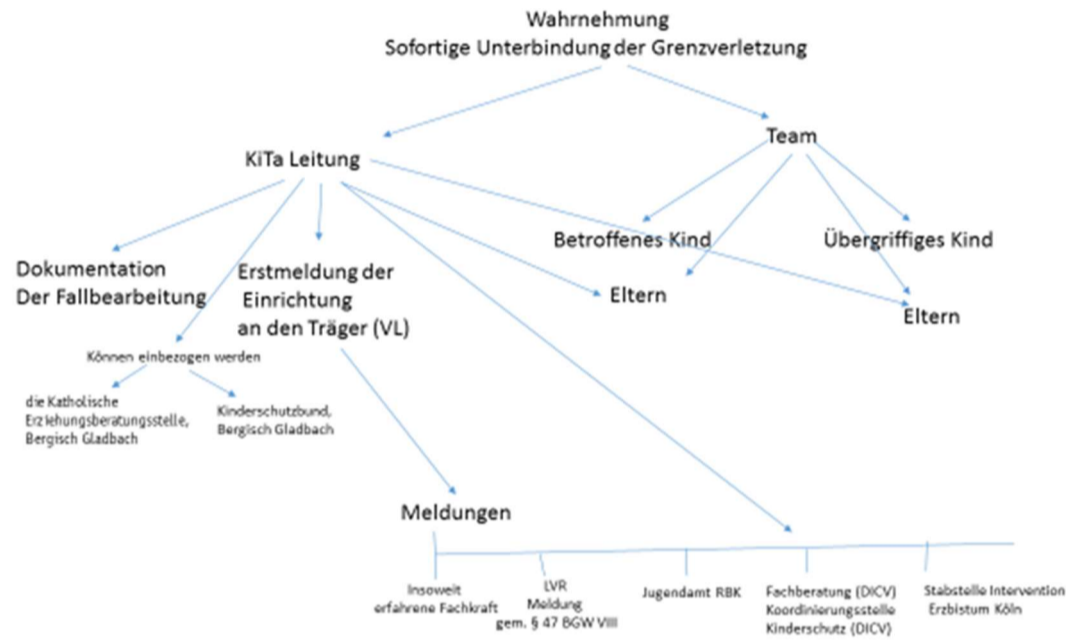 Wahrnehmung
Sofortige Unterbindung der Grenzverletzung
Team
KiTa Leitung
Betroffenes Kind
Übergriffiges Kind
Dokumentation
Der Fallbearbeitung
Erstmeldung der
Einrichtung
an den Träger (VL)
Eltern
Eltern
Können einbezogen werden
die Katholische
Erziehungsberatungsstelle,
Bergisch Gladbach
Kinderschutzbund,
Bergisch Gladbach
Meldungen
Insoweit
erfahrene Fachkraft
LVR
Meldung
gem. § 47 BGW VIII
Jugendamt RBK
Fachberatung (DICV)
Koordinierungsstelle
Kinderschutz (DICV)
Stabstelle Intervention
Erzbistum Köln